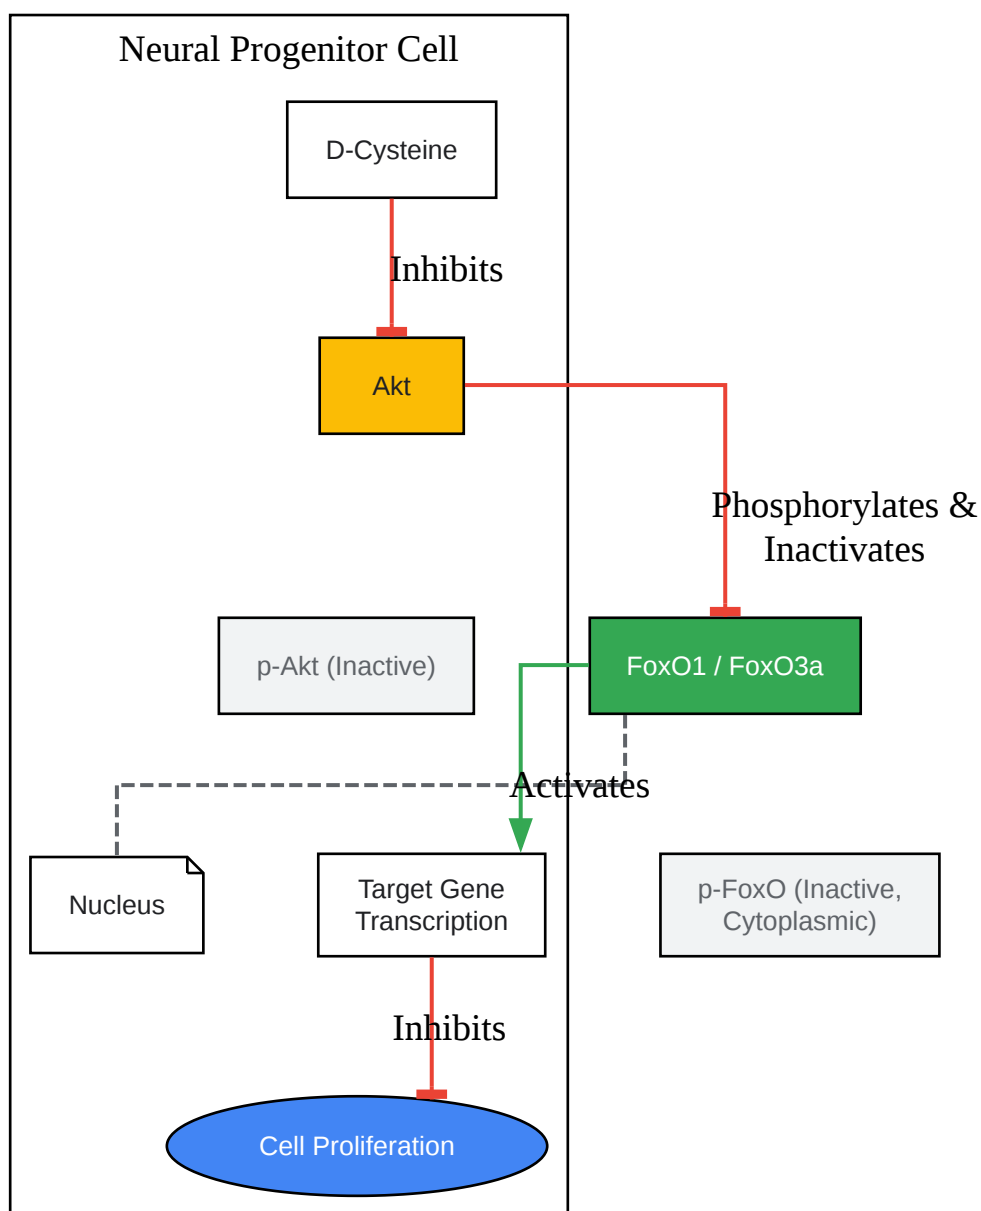 Neural Progenitor Cell
D-Cysteine
Inhibits
Akt
Phosphorylates &
Inactivates
p-Akt (Inactive)
FoxO1 / FoxO3a
Activates
Nucleus
Target Gene
Transcription
p-FoxO (Inactive,
Cytoplasmic)
Inhibits
Cell Proliferation